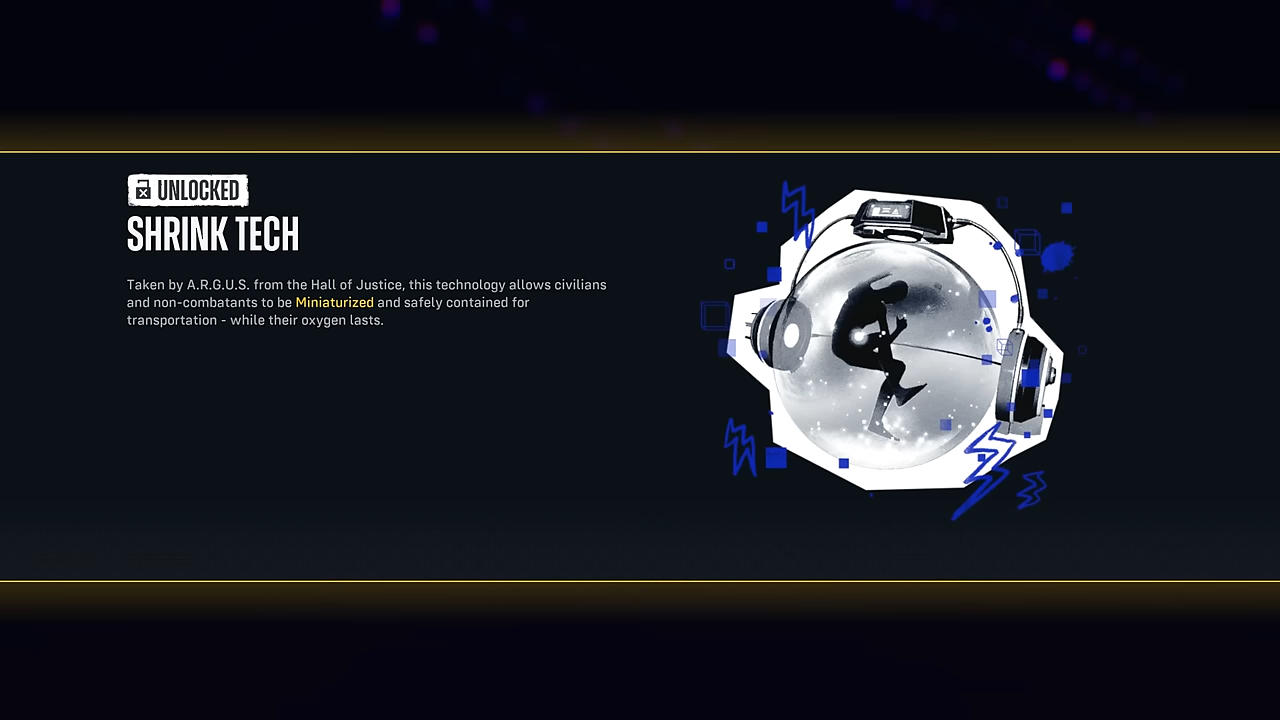 UNLOCKED
SHRINK TECH
Taken by A.R.G.U.S. from the Hall of Justice, this technology allows civilians
and non-combatants to be Miniaturized and safely contained for
transportation - while their oxygen lasts.